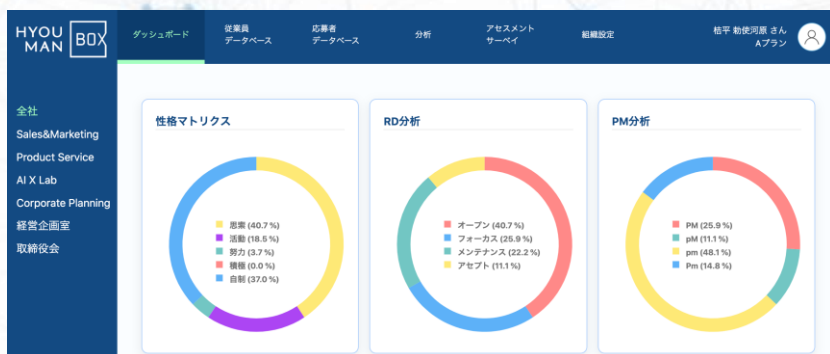 HYOU
MAN BOX
ダッシュボード
従業員
データベース
応募者
データベース
分析
アセスメント
サーベイ
組織設定
桔平 勅使河原 さん
Aプラン
全社
Sales&Marketing
Product Service
AI X Lab
Corporate Planning
経営企画室
取締役会
性格マトリクス
思索 (40.7 %)
活動 (18.5 %)
努力 (3.7 %)
積極 (0.0 %)
自制 (37.0 %)
RD分析
オープン (40.7 %)
フォーカス (25.9 %)
メンテナンス (22.2 %)
アセプト (11.1 %)
PM分析
PM (25.9 %)
pM (11.1 %)
pm (48.1 %)
Pm (14.8 %)